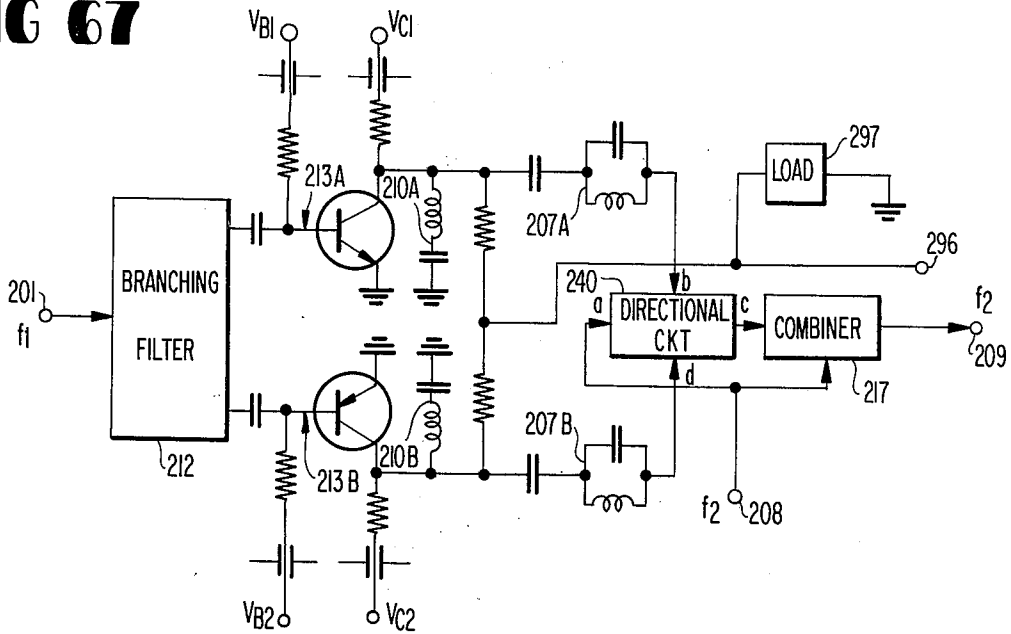 IG 67
VB1
VC1
213A
210A
207A
LOAD
297
296
201
f1
BRANCHING
FILTER
212
240
a
b
DIRECTIONAL
CKT
c
d
COMBINER
217
f2
209
213B
210B
207B
f2
208
VB2
VC2